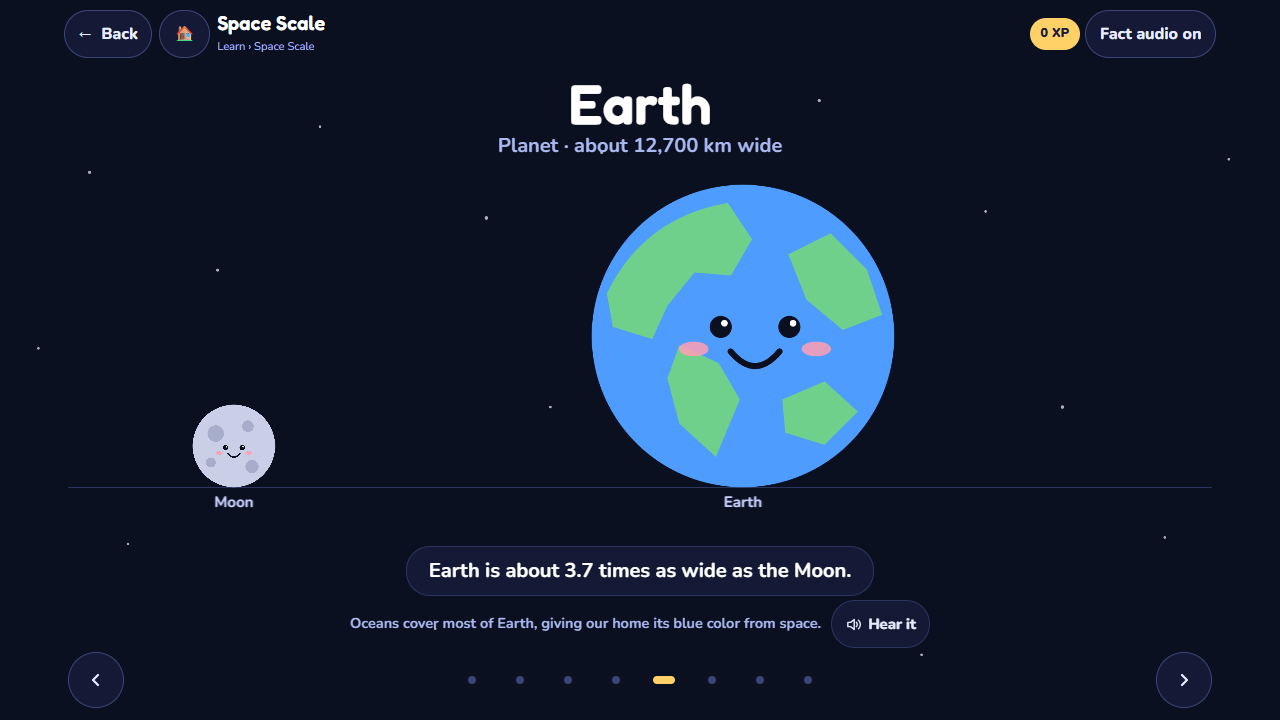 ← Back
Space Scale
Learn › Space Scale
0 XP
Fact audio on
Earth
Planet · about 12,700 km wide
Moon
Earth
Earth is about 3.7 times as wide as the Moon.
Oceans cover most of Earth, giving our home its blue color from space.
Hear it